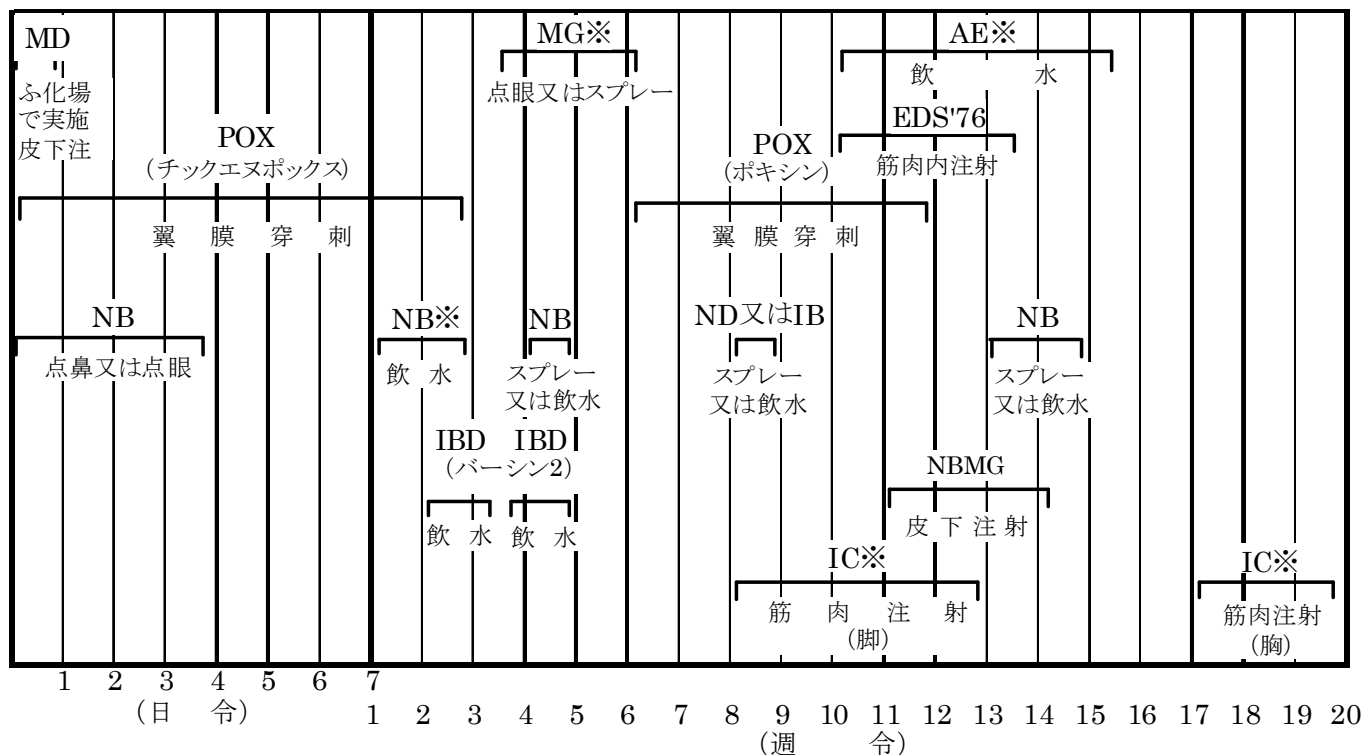 MD
MG※
AE※
ふ化場
で実施
皮下注
点眼又はスプレー
飲 水
EDS'76
筋肉内注射
POX
(チックエヌポックス)
POX
(ポキシン)
翼 膜 穿 刺
翼 膜 穿 刺
NB
NB※
NB
ND又はIB
NB
点鼻又は点眼
飲 水
スプレー
又は飲水
スプレー
又は飲水
スプレー
又は飲水
IBD IBD
(バーシン2)
飲 水 飲 水
NBMG
皮 下 注 射
IC※
筋 肉 注 射
(脚)
IC※
筋肉注射
(胸)
1 2 3 4 5 6 7
(日 令)
1 2 3 4 5 6 7 8 9 10 11 12 13 14 15 16 17 18 19 20
(週 令)